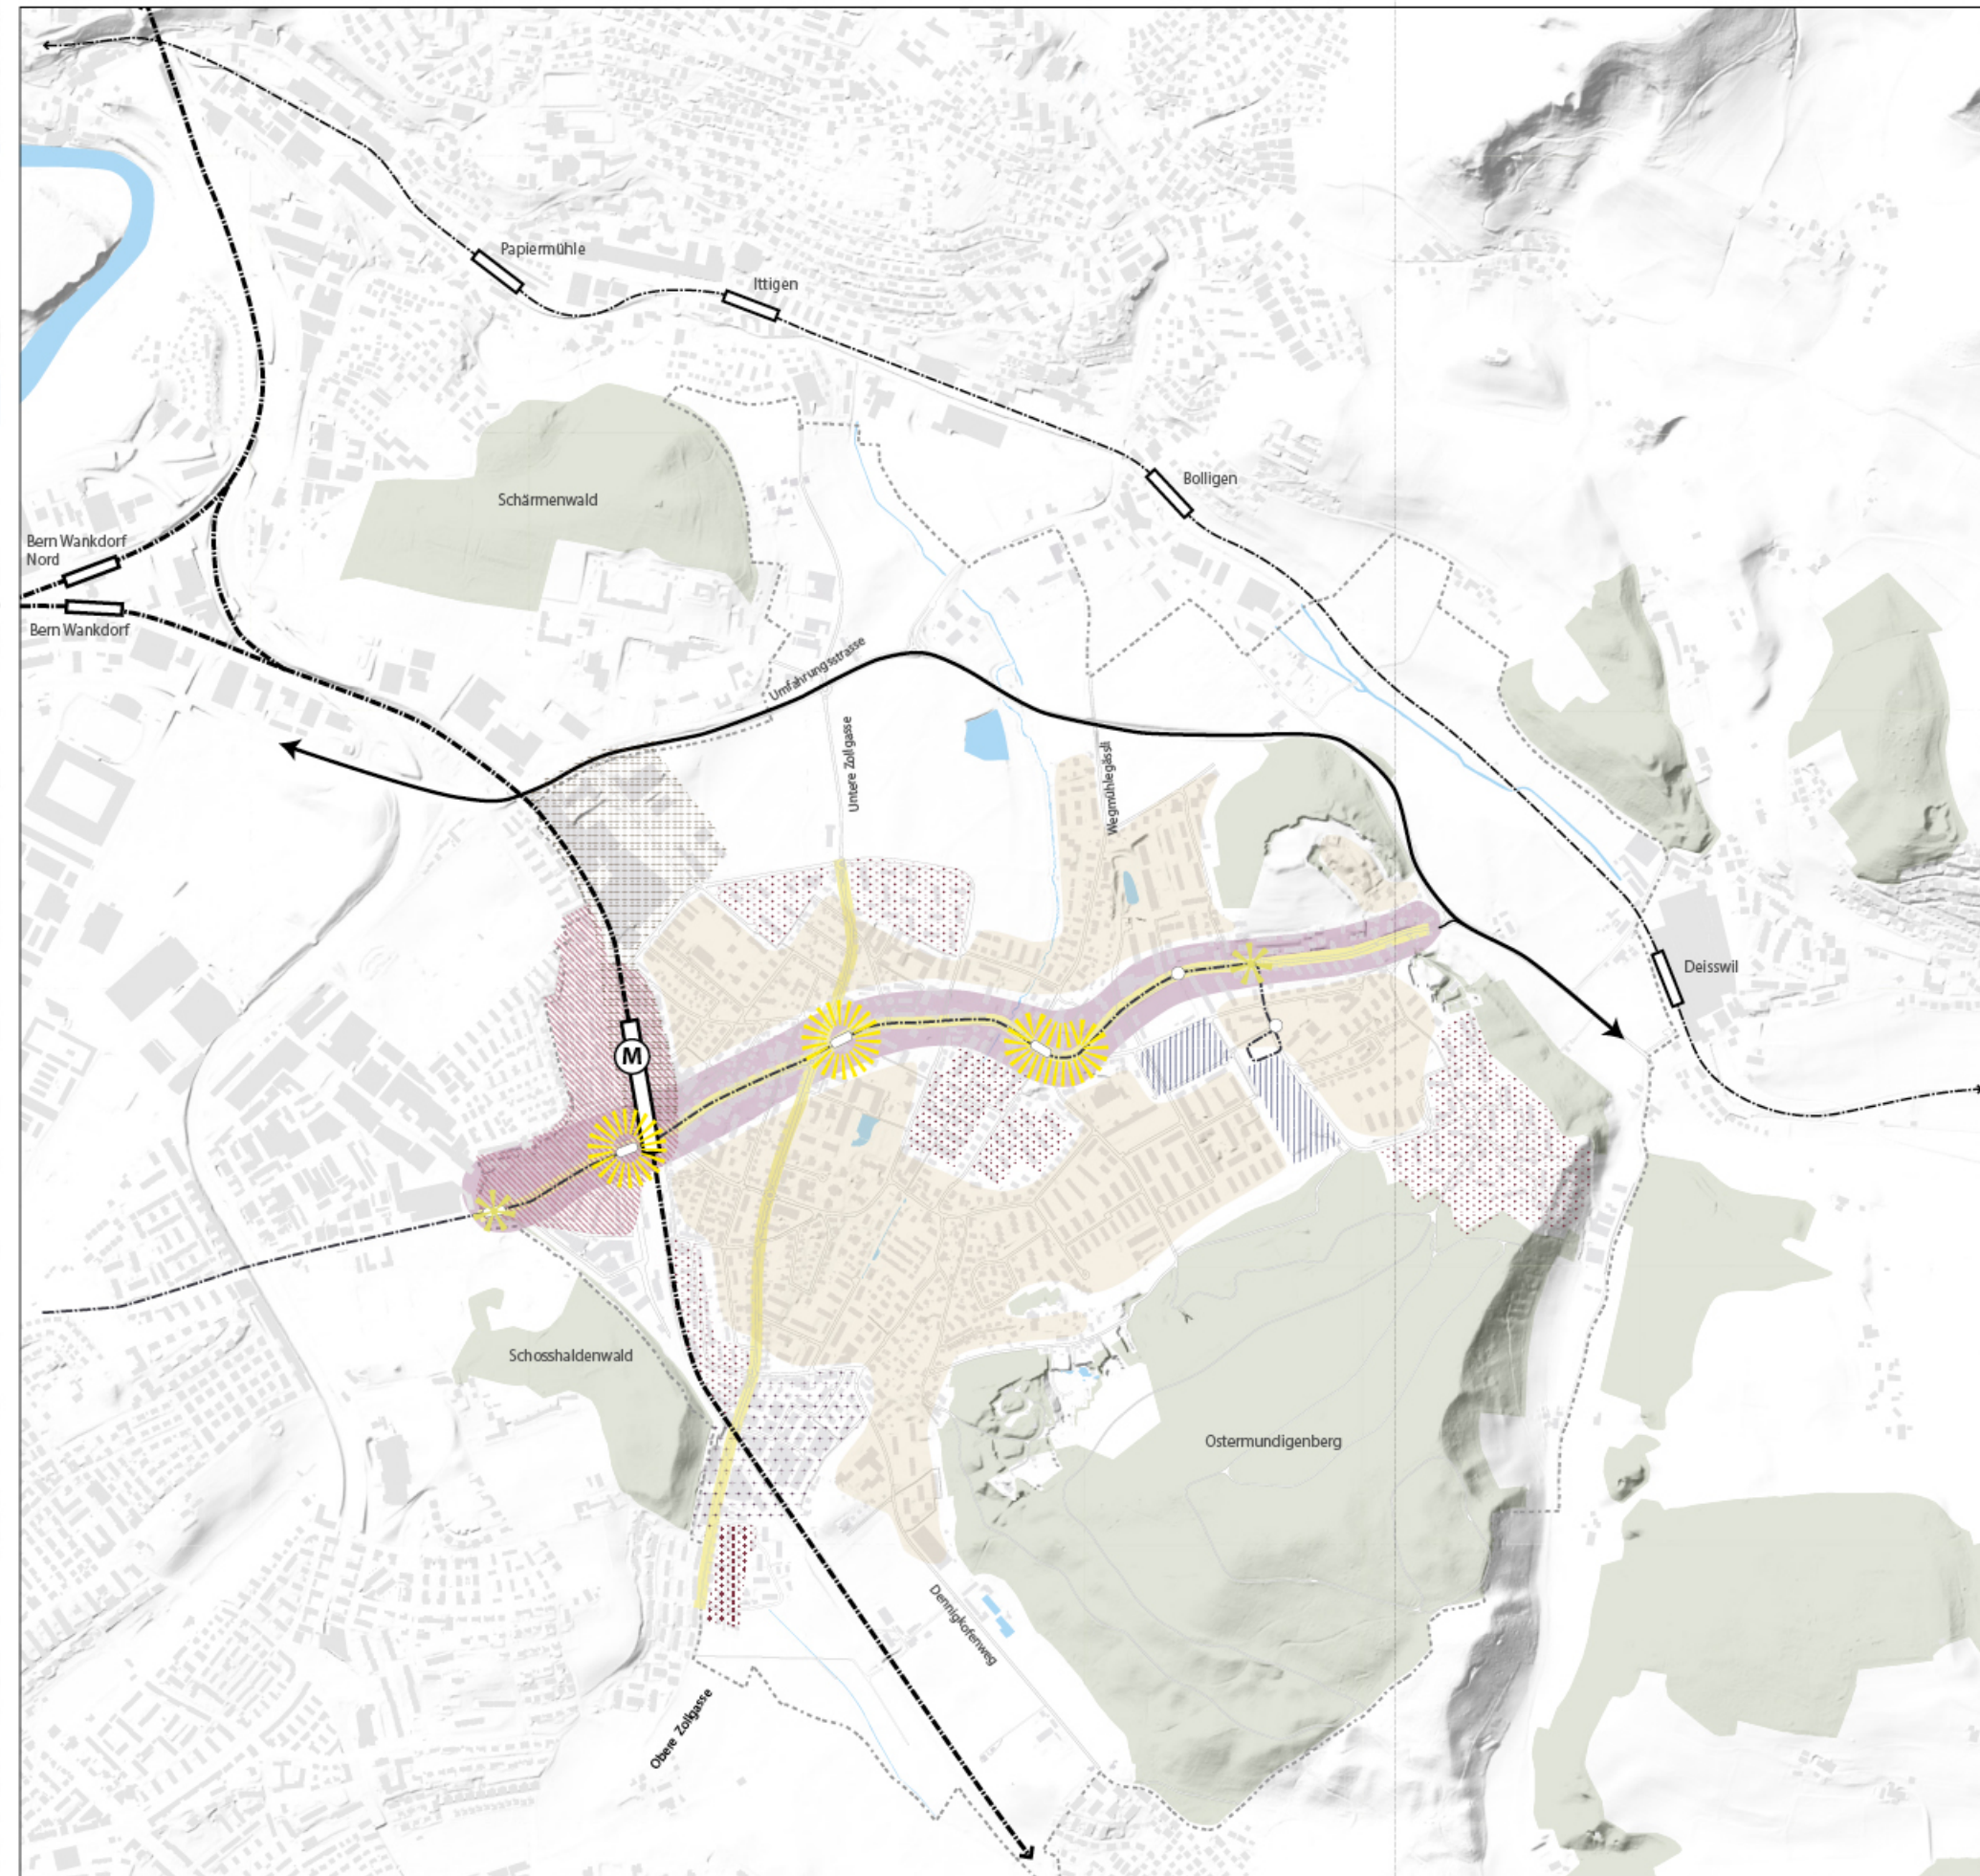 Papiermühle
Ittigen
Bolligen
Schärmenwald
Bern Wankdorf
Nord
Bern Wankdorf
Umfahrungsstrasse
Untere Zollgasse
Wegmühlegässli
Deisswil
M
Schosshaldenwald
Ostermundigenberg
Dennigkofenweg
Obere Zollgasse